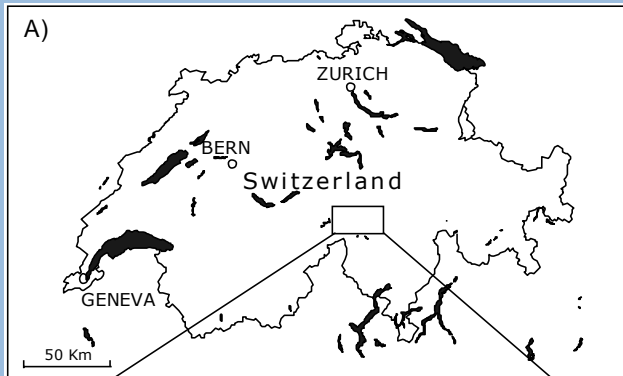 A)
ZURICH
BERN
Switzerland
GENEVA
50 Km